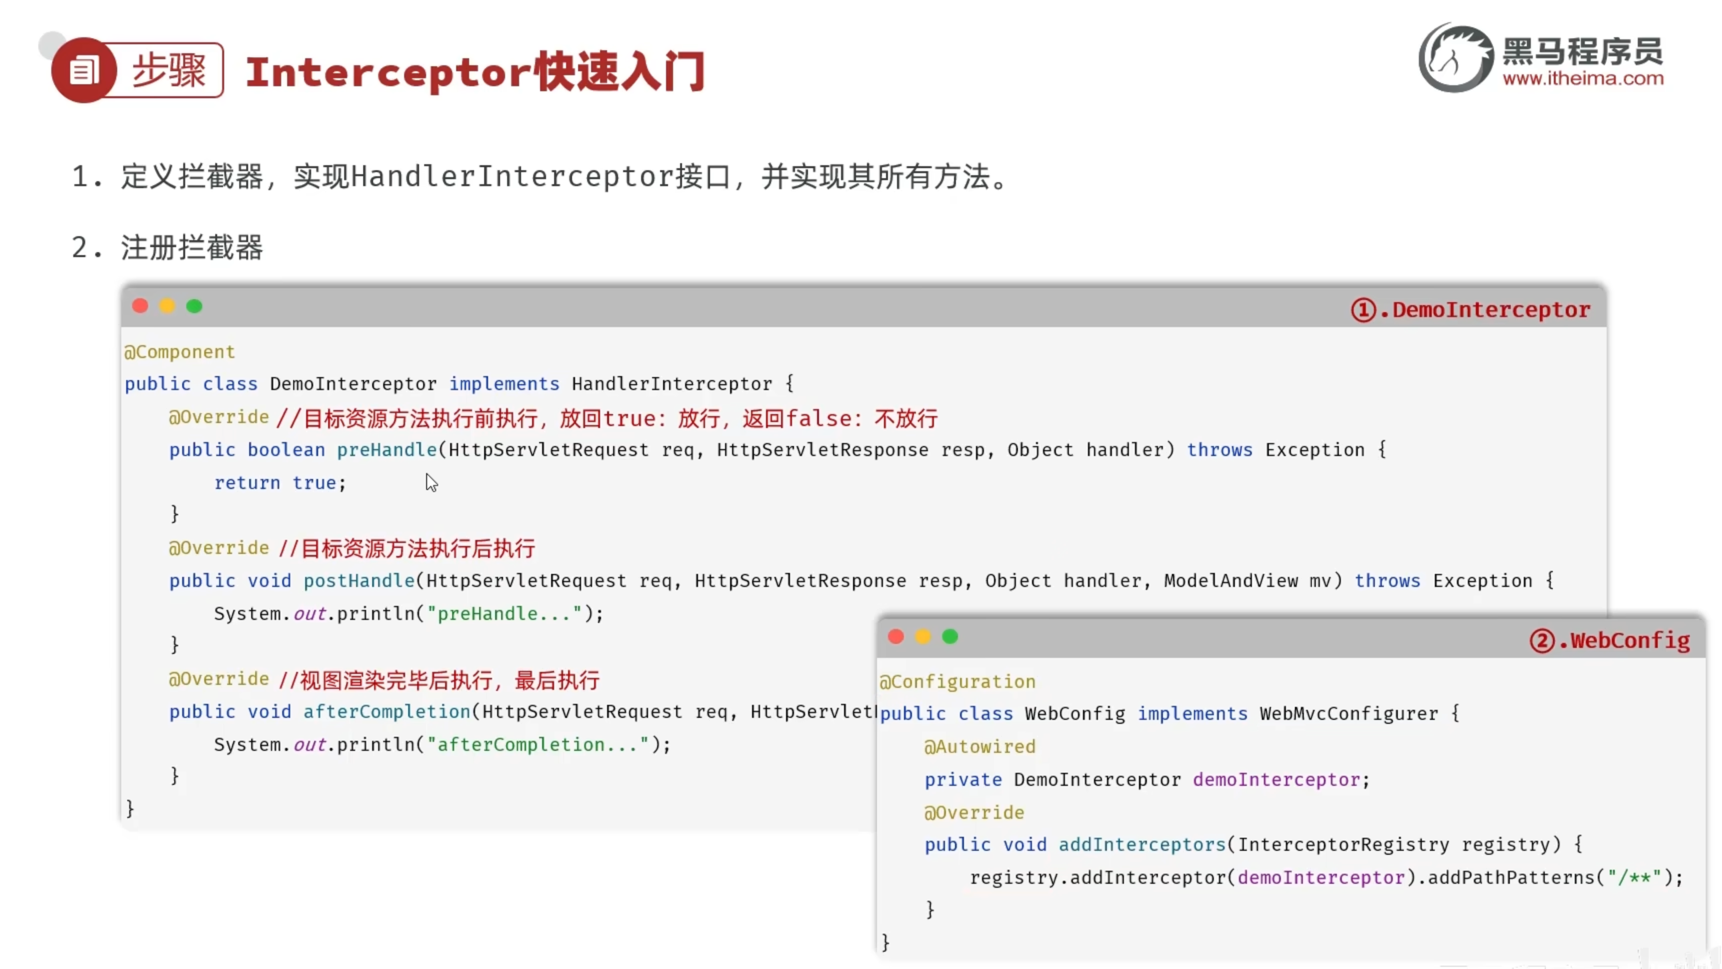 步骤
Interceptor快速入门
黑马程序员
www.itheima.com
1. 定义拦截器，实现HandlerInterceptor接口，并实现其所有方法。
2. 注册拦截器
①.DemoInterceptor
@Component
public class DemoInterceptor implements HandlerInterceptor {
@Override //目标资源方法执行前执行，放回true：放行，返回false：不放行
public boolean preHandle(HttpServletRequest req, HttpServletResponse resp, Object handler) throws Exception {
return true;
}
@Override //目标资源方法执行后执行
public void postHandle(HttpServletRequest req, HttpServletResponse resp, Object handler, ModelAndView mv) throws Exception {
System.out.println("preHandle...");
}
@Override //视图渲染完毕后执行，最后执行
public void afterCompletion(HttpServletRequest req, HttpServlet
System.out.println("afterCompletion...");
}
}
②.WebConfig
@Configuration
public class WebConfig implements WebMvcConfigurer {
@Autowired
private DemoInterceptor demoInterceptor;
@Override
public void addInterceptors(InterceptorRegistry registry) {
registry.addInterceptor(demoInterceptor).addPathPatterns("/**");
}
}